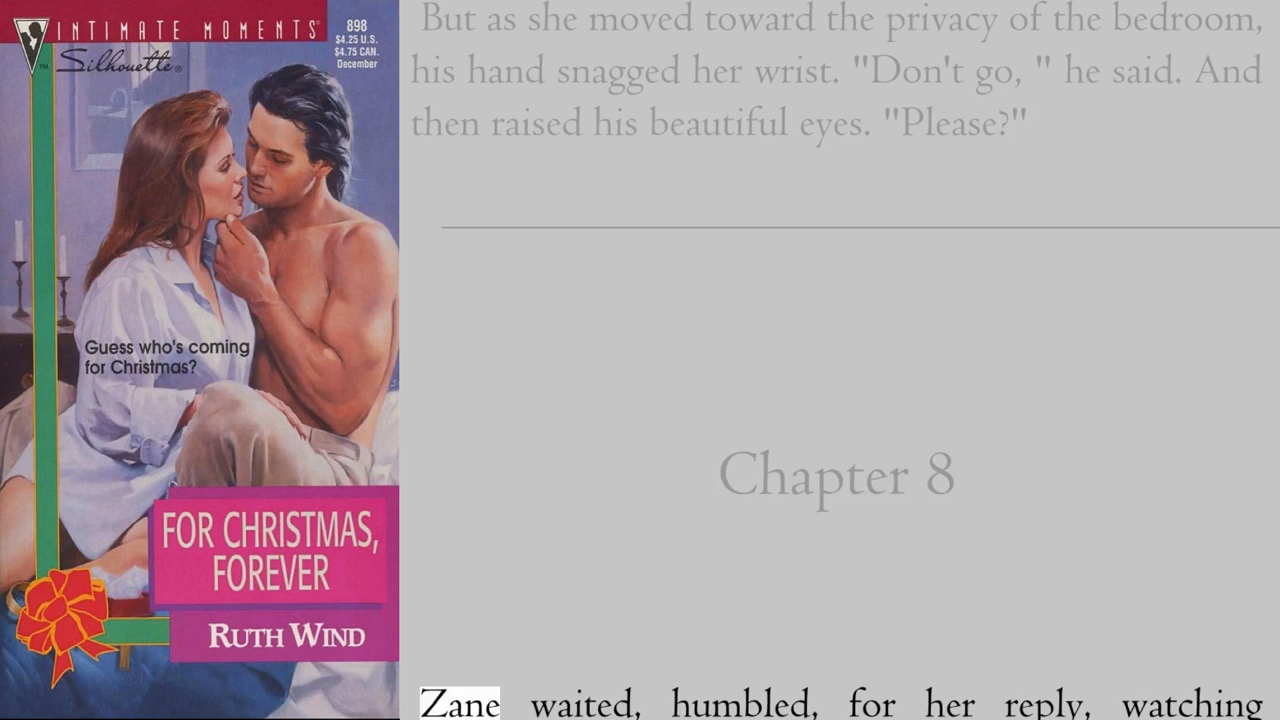 INTIMATE MOMENTS®
898
$4.25 U.S.
$4.75 CAN.
December
™ Silhouette®
Guess who's coming
for Christmas?
FOR CHRISTMAS,
FOREVER
RUTH WIND
But as she moved toward the privacy of the bedroom,
his hand snagged her wrist. "Don't go, " he said. And
then raised his beautiful eyes. "Please?"
Chapter 8
Zane waited, humbled, for her reply, watching